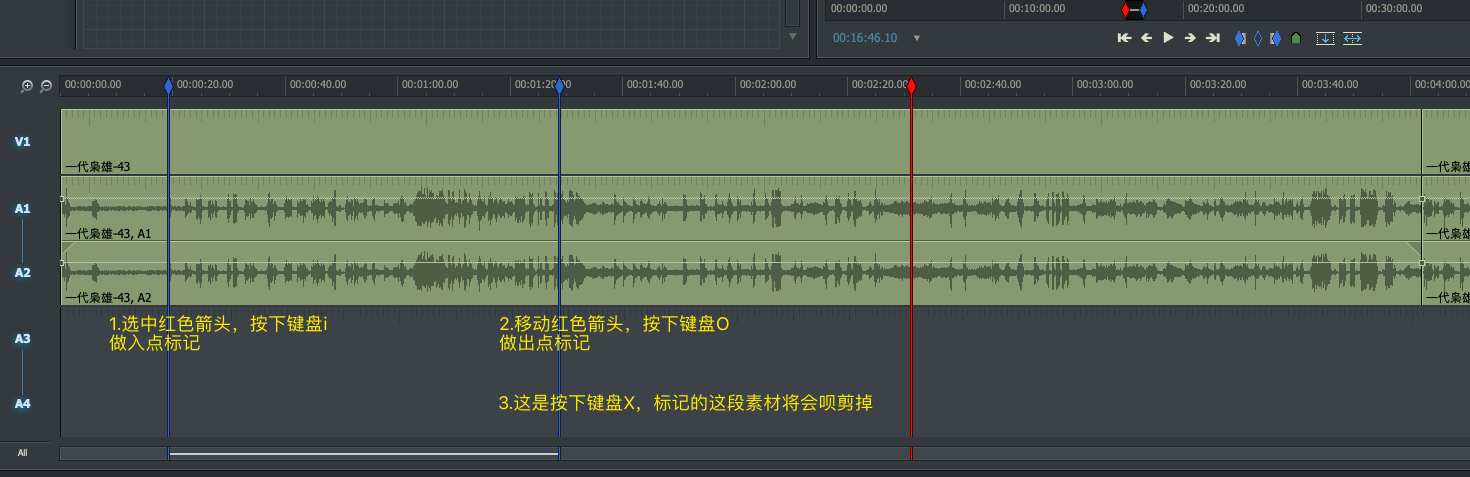 00:00:00.00 00:10:00.00 00:20:00.00 00:30:00.00
00:16:46.10
00:00:00.00 00:00:20.00 00:00:40.00 00:01:00.00 00:01:20 00:01:40.00 00:02:00.00 00:02:20.00 00:02:40.00 00:03:00.00 00:03:20.00 00:03:40.00 00:04:00.00
V1
一代枭雄-43 一代枭雄
A1
一代枭雄-43, A1 一代枭雄
A2
一代枭雄-43, A2 一代枭雄
1.选中红色箭头，按下键盘i
做入点标记
2.移动红色箭头，按下键盘O
做出点标记
A3
3.这是按下键盘X，标记的这段素材将会呗剪掉
A4
All